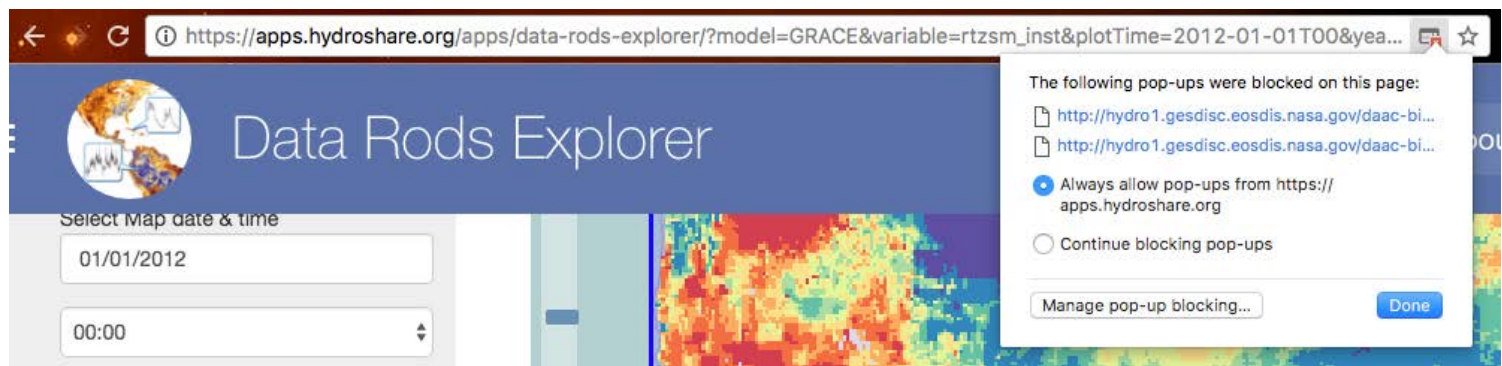 https://apps.hydroshare.org/apps/data-rods-explorer/?model=GRACE&variable=rtzsm_inst&plotTime=2012-01-01T00&yea...
The following pop-ups were blocked on this page:
http://hydro1.gesdisc.eosdis.nasa.gov/daac-bi...
http://hydro1.gesdisc.eosdis.nasa.gov/daac-bi...
Always allow pop-ups from https://
apps.hydroshare.org
Continue blocking pop-ups
Manage pop-up blocking...
Done
Data Rods Explorer
Select Map date & time
01/01/2012
00:00